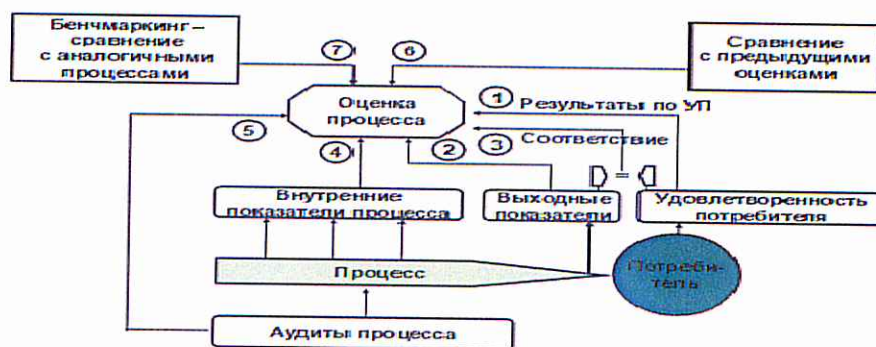 Бенчмаркинг–
сравнение
с аналогичными
процессами
7
6
Сравнение
с предыдущими
оценками
Оценка
процесса
1 Результаты по УП
5
4
2
3 Соответствие
=
Внутренние
показатели процесса
Выходные
показатели
Удовлетворенность
потребителя
Процесс
Потреби-
тель
Аудиты процесса